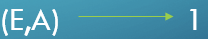 (E,A) → 1